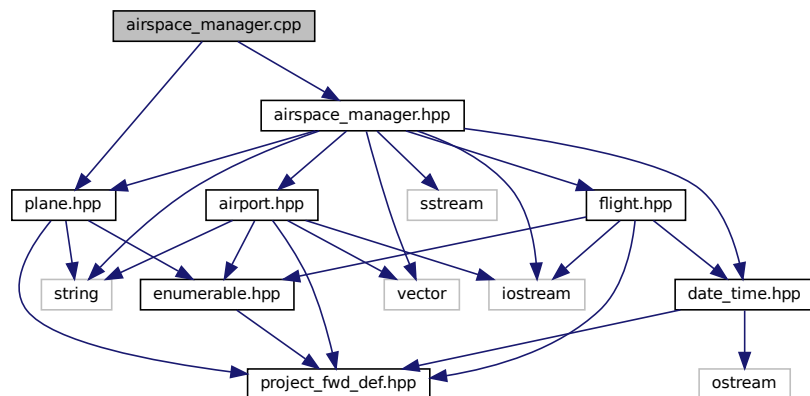 airspace_manager.cpp
airspace_manager.hpp
plane.hpp
airport.hpp
sstream
flight.hpp
string
enumerable.hpp
vector
iostream
date_time.hpp
project_fwd_def.hpp
ostream